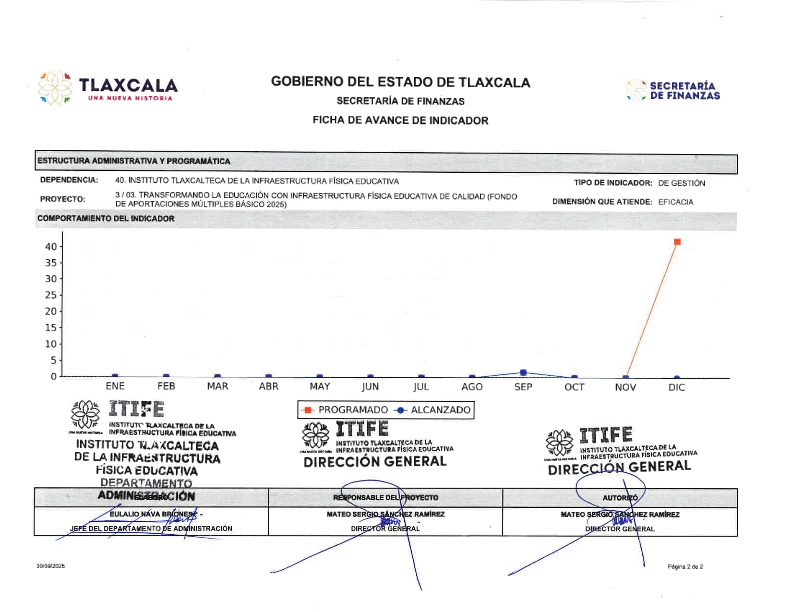 TLAXCALA
UNA NUEVA HISTORIA
GOBIERNO DEL ESTADO DE TLAXCALA
SECRETARÍA DE FINANZAS
FICHA DE AVANCE DE INDICADOR
SECRETARÍA
DE FINANZAS
ESTRUCTURA ADMINISTRATIVA Y PROGRAMÁTICA
DEPENDENCIA: 40. INSTITUTO TLAXCALTECA DE LA INFRAESTRUCTURA FÍSICA EDUCATIVA TIPO DE INDICADOR: DE GESTIÓN
PROYECTO: 3 / 03. TRANSFORMANDO LA EDUCACIÓN CON INFRAESTRUCTURA FÍSICA EDUCATIVA DE CALIDAD (FONDO
DE APORTACIONES MÚLTIPLES BÁSICO 2025) DIMENSIÓN QUE ATIENDE: EFICACIA
COMPORTAMIENTO DEL INDICADOR
40
35
30
25
20
15
10
5
0
ENE FEB MAR ABR MAY JUN JUL AGO SEP OCT NOV DIC
PROGRAMADO ALCANZADO
ITIFE
INSTITUTO TLAXCALTECA DE LA
INFRAESTRUCTURA FÍSICA EDUCATIVA
INSTITUTO TLAXCALTECA
DE LA INFRAESTRUCTURA
FÍSICA EDUCATIVA
DEPARTAMENTO
ADMINISTRACIÓN
ITIFE
INSTITUTO TLAXCALTECA DE LA
INFRAESTRUCTURA FÍSICA EDUCATIVA
DIRECCIÓN GENERAL
ITIFE
INSTITUTO TLAXCALTECA DE LA
INFRAESTRUCTURA FÍSICA EDUCATIVA
DIRECCIÓN GENERAL
RESPONSABLE DEL PROYECTO
AUTORIZÓ
EULALIO NAVA BRIONES
JEFE DEL DEPARTAMENTO DE ADMINISTRACIÓN
MATEO SERGIO SÁNCHEZ RAMÍREZ
DIRECTOR GENERAL
MATEO SERGIO SÁNCHEZ RAMÍREZ
DIRECTOR GENERAL
30/09/2025
Página 2 de 2